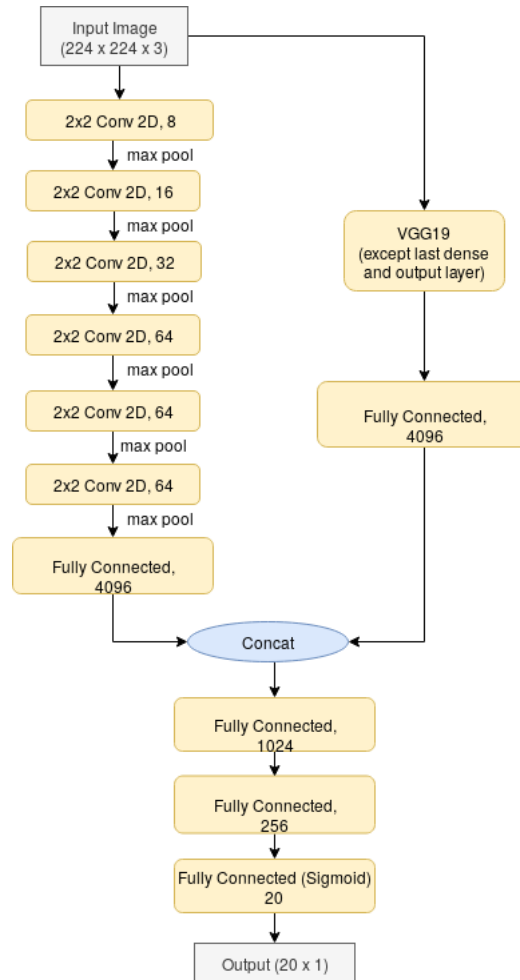 Input Image
(224 x 224 x 3)
2x2 Conv 2D, 8
max pool
2x2 Conv 2D, 16
max pool
2x2 Conv 2D, 32
max pool
2x2 Conv 2D, 64
max pool
2x2 Conv 2D, 64
max pool
2x2 Conv 2D, 64
max pool
Fully Connected,
4096
VGG19
(except last dense
and output layer)
Fully Connected,
4096
Concat
Fully Connected,
1024
Fully Connected,
256
Fully Connected (Sigmoid)
20
Output (20 x 1)